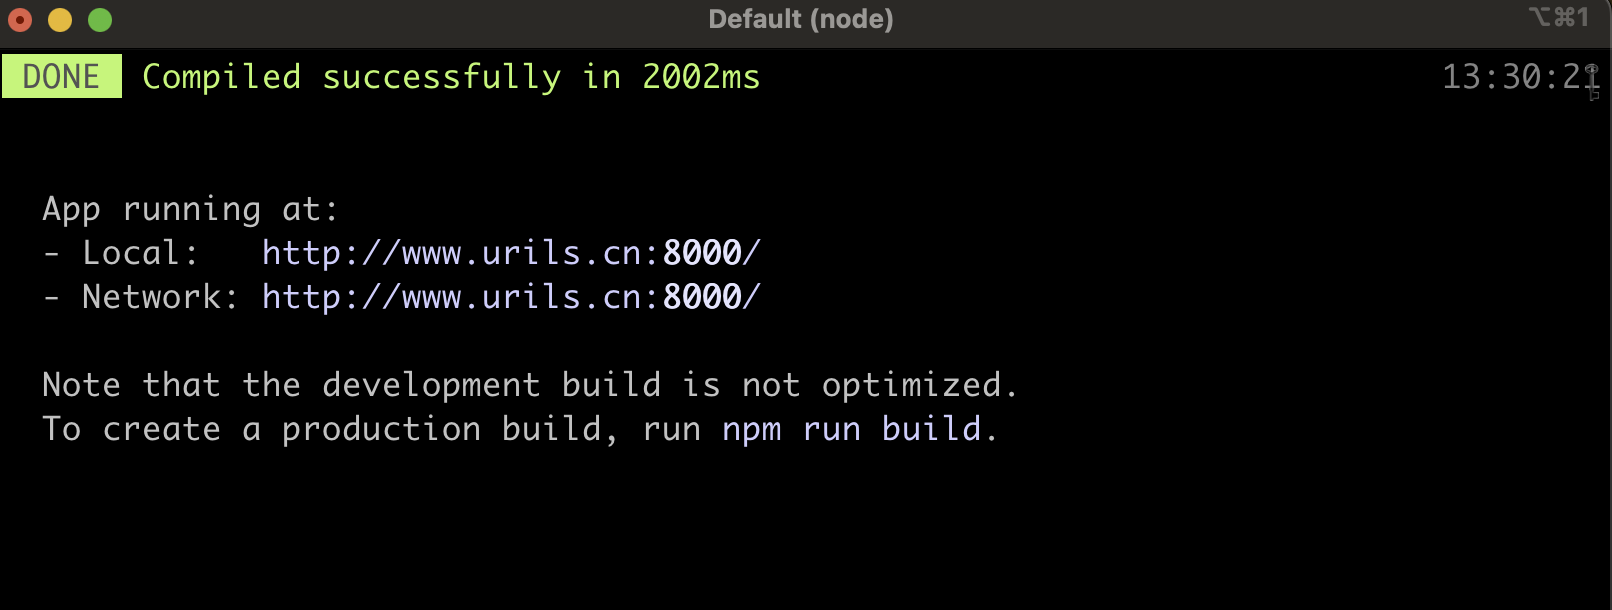 Default (node)
⌥⌘1
DONE Compiled successfully in 2002ms 13:30:21
App running at:
- Local: http://www.urils.cn:8000/
- Network: http://www.urils.cn:8000/
Note that the development build is not optimized.
To create a production build, run npm run build.